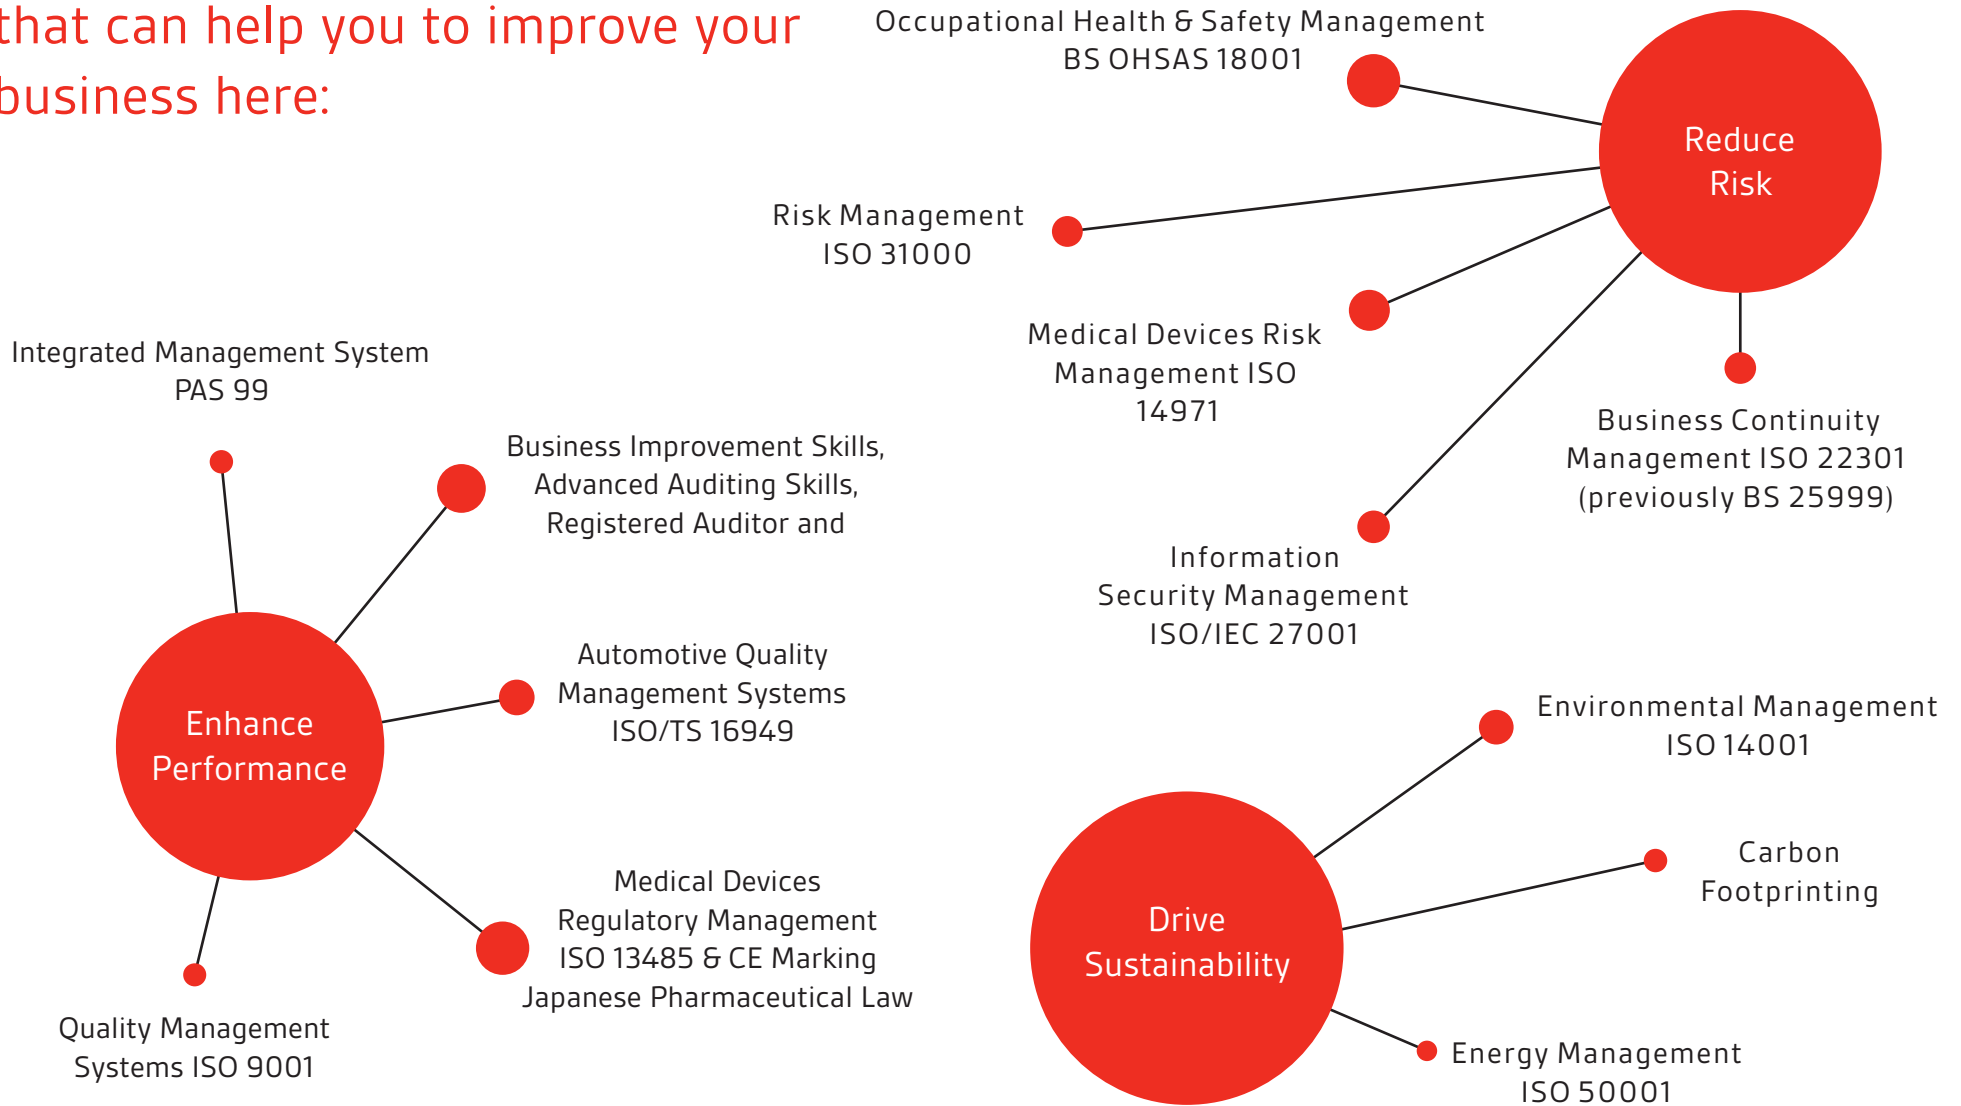 that can help you to improve your
business here:
Occupational Health & Safety Management
BS OHSAS 18001
Reduce
Risk
Risk Management
ISO 31000
Medical Devices Risk
Management ISO
14971
Business Continuity
Management ISO 22301
(previously BS 25999)
Information
Security Management
ISO/IEC 27001
Integrated Management System
PAS 99
Business Improvement Skills,
Advanced Auditing Skills,
Registered Auditor and
Automotive Quality
Management Systems
ISO/TS 16949
Enhance
Performance
Medical Devices
Regulatory Management
ISO 13485 & CE Marking
Japanese Pharmaceutical Law
Quality Management
Systems ISO 9001
Environmental Management
ISO 14001
Carbon
Footprinting
Drive
Sustainability
Energy Management
ISO 50001